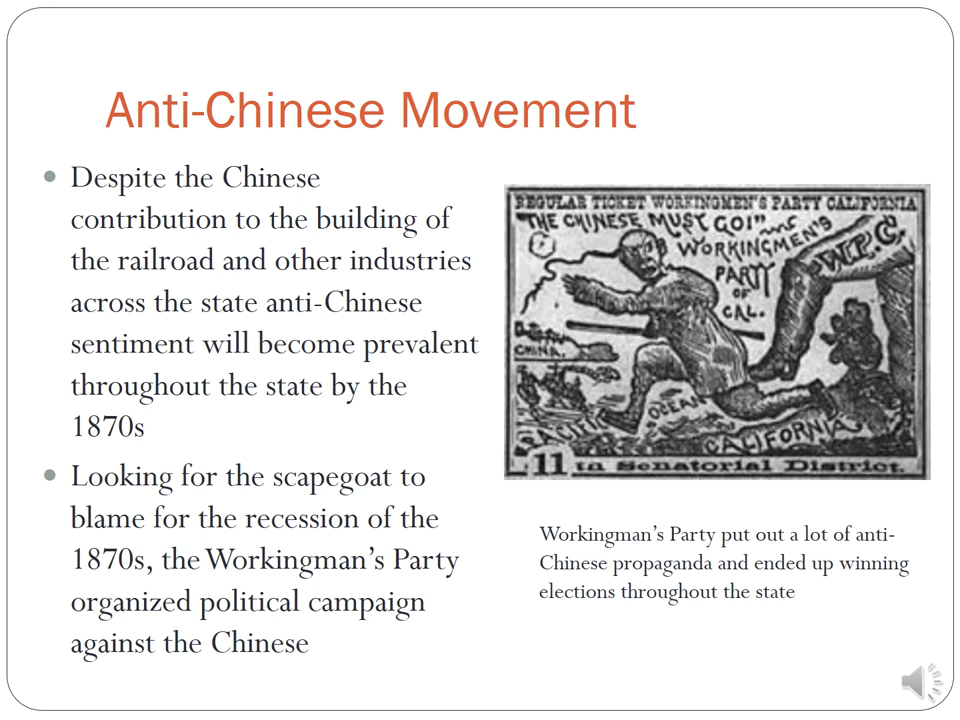 Anti-Chinese Movement
Despite the Chinese
contribution to the building of
the railroad and other industries
across the state anti-Chinese
sentiment will become prevalent
throughout the state by the
1870s
Looking for the scapegoat to
blame for the recession of the
1870s, the Workingman’s Party
organized political campaign
against the Chinese
REGULAR TICKET WORKINGMEN'S PARTY CALIFORNIA
"THE CHINESE MUST GO!"
WORKINGMEN'S
PARTY
OF
CAL.
W.P.C.
CHINA.
PACIFIC
OCEAN
CALIFORNIA
11th Senatorial District.
Workingman’s Party put out a lot of anti-
Chinese propaganda and ended up winning
elections throughout the state